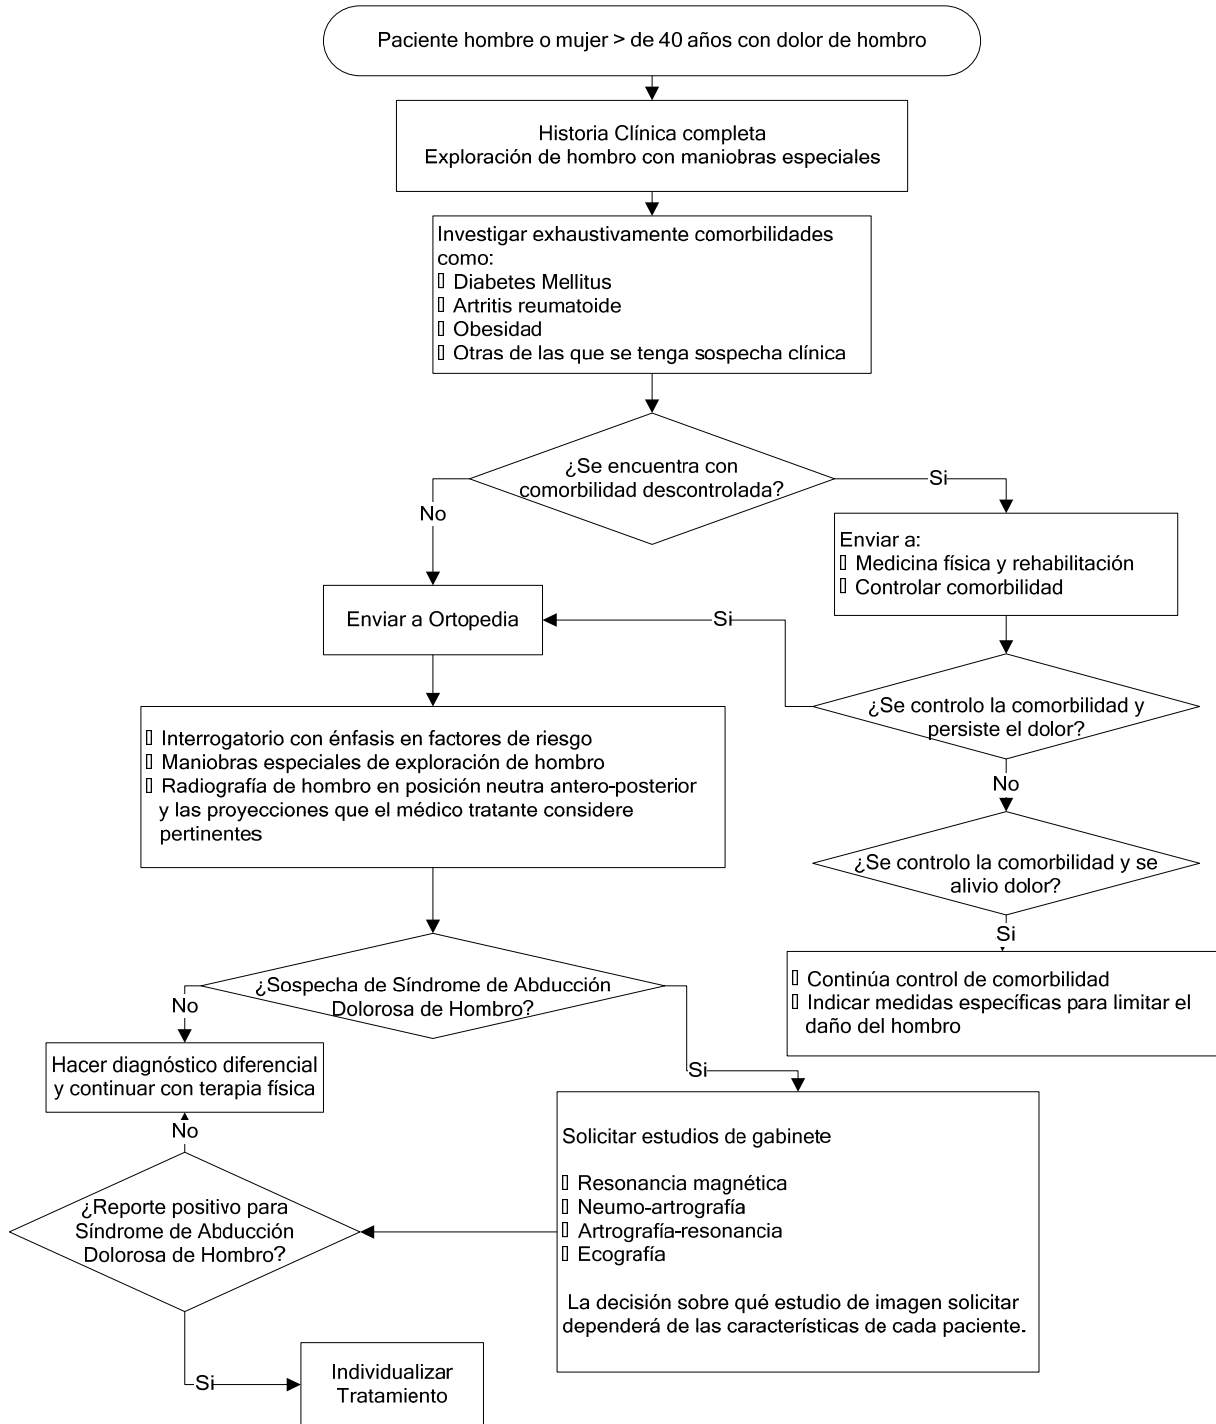 Paciente hombre o mujer > de 40 años con dolor de hombro
Historia Clínica completa
Exploración de hombro con maniobras especiales
Investigar exhaustivamente comorbilidades
como:
▯ Diabetes Mellitus
▯ Artritis reumatoide
▯ Obesidad
▯ Otras de las que se tenga sospecha clínica
¿Se encuentra con
comorbilidad descontrolada?
Si
No
Enviar a:
▯ Medicina física y rehabilitación
▯ Controlar comorbilidad
Enviar a Ortopedia
Si
¿Se controlo la comorbilidad y
persiste el dolor?
No
▯ Interrogatorio con énfasis en factores de riesgo
▯ Maniobras especiales de exploración de hombro
▯ Radiografía de hombro en posición neutra antero-posterior
y las proyecciones que el médico tratante considere
pertinentes
¿Se controlo la comorbilidad y se
alivio dolor?
Si
▯ Continúa control de comorbilidad
▯ Indicar medidas específicas para limitar el
daño del hombro
¿Sospecha de Síndrome de Abducción
Dolorosa de Hombro?
No
Si
Hacer diagnóstico diferencial
y continuar con terapia física
No
Solicitar estudios de gabinete
▯ Resonancia magnética
▯ Neumo-artrografía
▯ Artrografía-resonancia
▯ Ecografía
La decisión sobre qué estudio de imagen solicitar
dependerá de las características de cada paciente.
¿Reporte positivo para
Síndrome de Abducción
Dolorosa de Hombro?
Si
Individualizar
Tratamiento